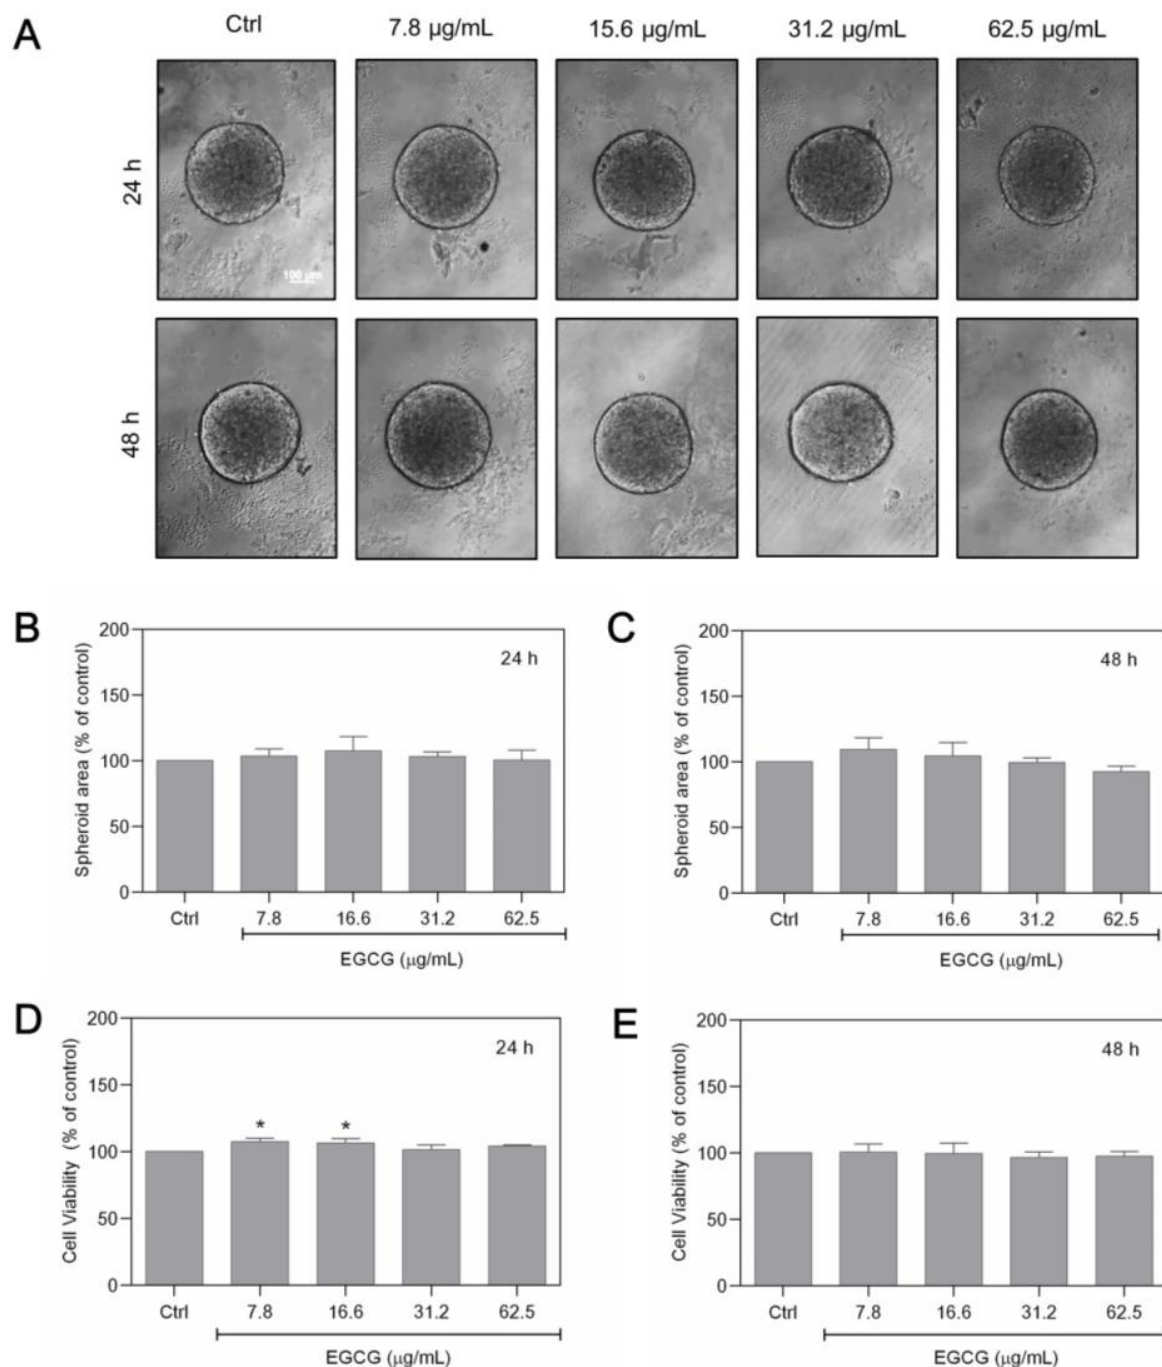 A
Ctrl 7.8 µg/mL 15.6 µg/mL 31.2 µg/mL 62.5 µg/mL
24 h
100 µm
48 h
B
Spheroid area (% of control)
200
150
100
50
0
24 h
Ctrl 7.8 16.6 31.2 62.5
EGCG (µg/mL)
C
Spheroid area (% of control)
200
150
100
50
0
48 h
Ctrl 7.8 16.6 31.2 62.5
EGCG (µg/mL)
D
Cell Viability (% of control)
200
150
100
50
0
24 h
* *
Ctrl 7.8 16.6 31.2 62.5
EGCG (µg/mL)
E
Cell Viability (% of control)
200
150
100
50
0
48 h
Ctrl 7.8 16.6 31.2 62.5
EGCG (µg/mL)